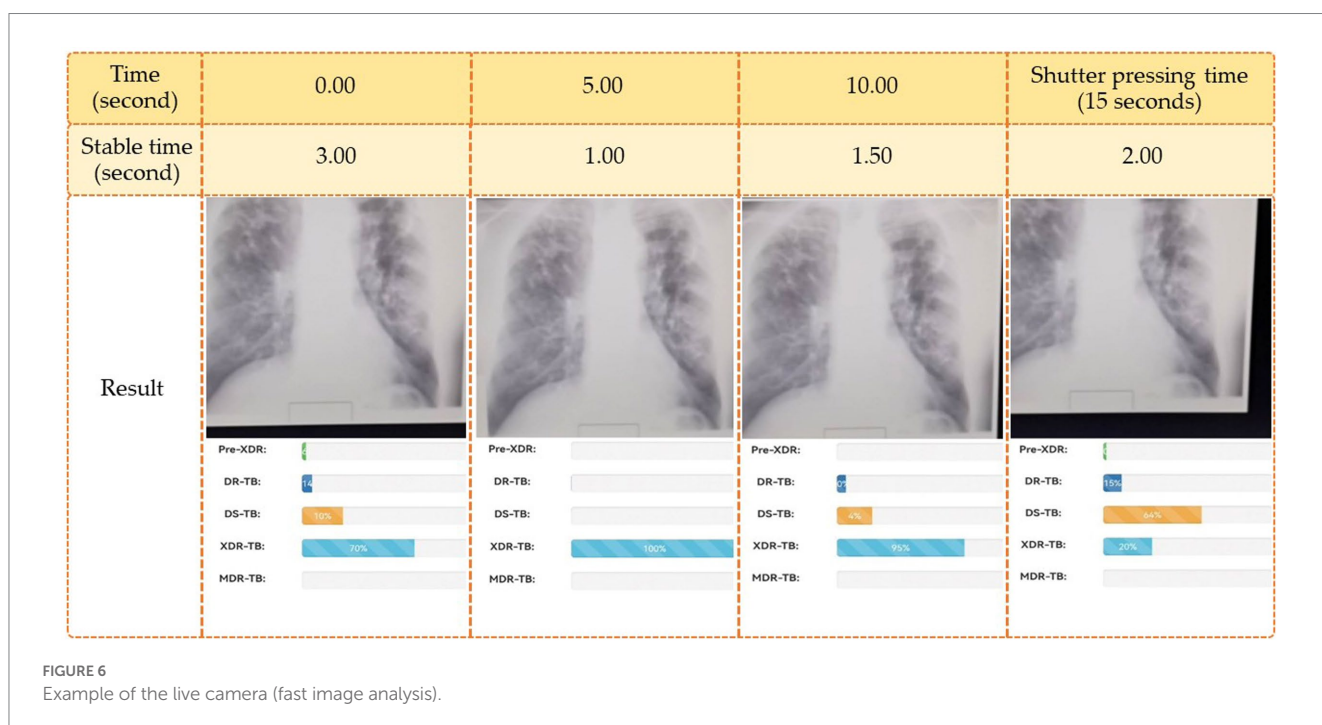 Time
(second)
0.00
5.00
10.00
Shutter pressing time
(15 seconds)
Stable time
(second)
3.00
1.00
1.50
2.00
Result
Pre-XDR:
DR-TB:
14
DS-TB:
10%
XDR-TB:
70%
MDR-TB:
Pre-XDR:
DR-TB:
DS-TB:
XDR-TB:
100%
MDR-TB:
Pre-XDR:
DR-TB:
0%
DS-TB:
4%
XDR-TB:
95%
MDR-TB:
Pre-XDR:
DR-TB:
15%
DS-TB:
64%
XDR-TB:
20%
MDR-TB:
FIGURE 6
Example of the live camera (fast image analysis).